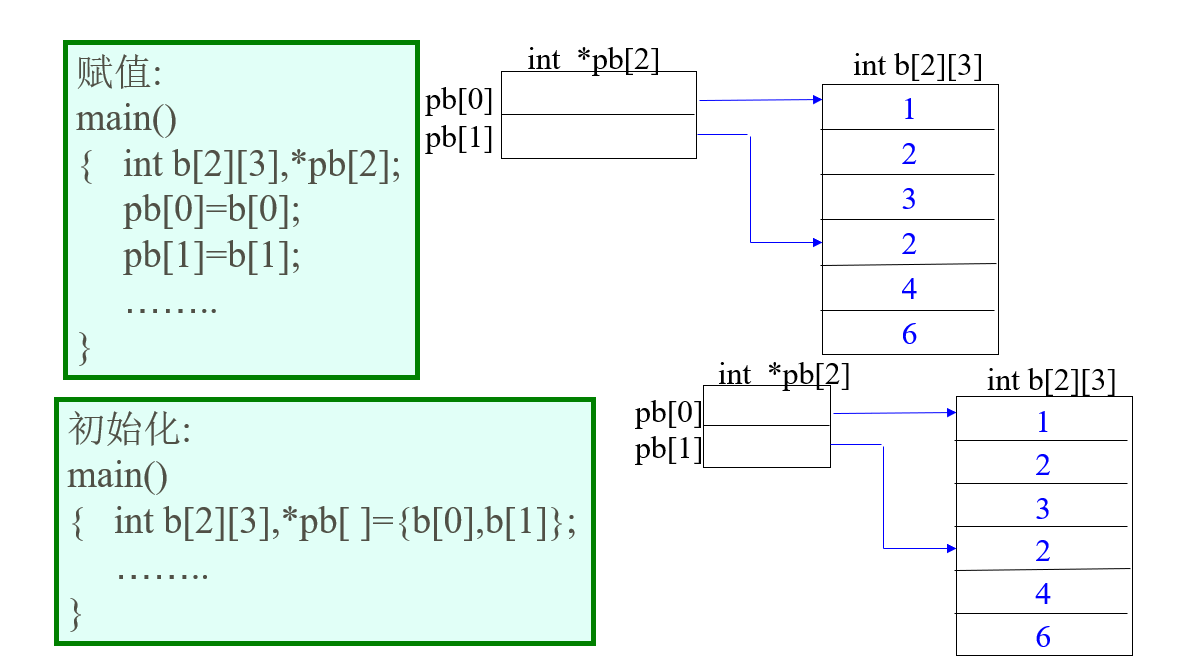 赋值:
main()
{ int b[2][3],*pb[2];
pb[0]=b[0];
pb[1]=b[1];
……..
}
int *pb[2]
pb[0]
pb[1]
int b[2][3]
1
2
3
2
4
6
初始化:
main()
{ int b[2][3],*pb[ ]={b[0],b[1]};
……..
}
int *pb[2]
pb[0]
pb[1]
int b[2][3]
1
2
3
2
4
6